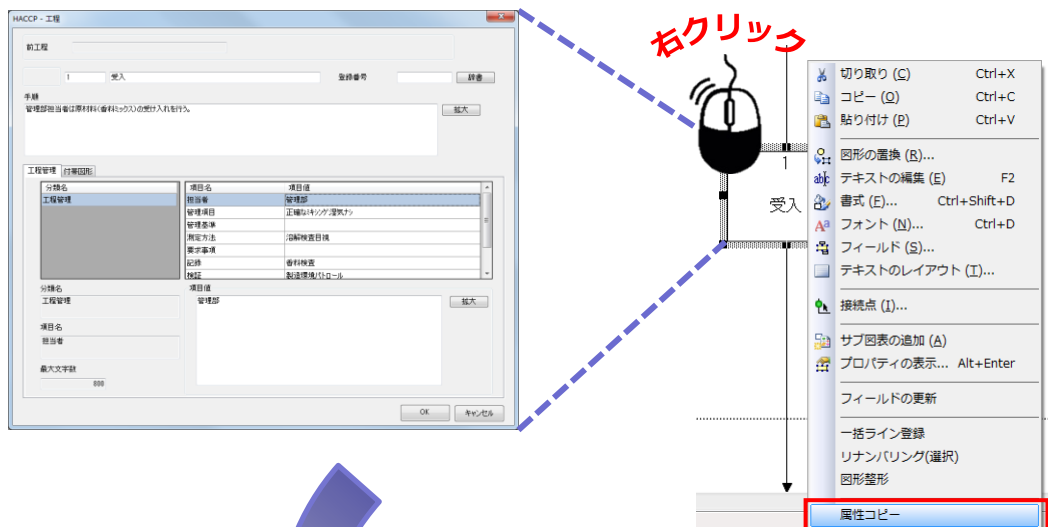 HACCP - 工程
前工程
1 受入 登録番号 辞書
手順
管理部担当者は原材料(香料ミックス)の受け入れを行う。
拡大
工程管理 付帯図形
分類名
工程管理
項目名 項目値
担当者 管理部
管理項目 正確なミキシング湿気ナシ
管理基準
測定方法 溶解検査目視
要求事項
記録 香料検査
検証 製造環境パトロール
分類名
工程管理
項目名
担当者
最大文字数
800
項目値
管理部
拡大
OK キャンセル
右クリック
1
受入
切り取り (C) Ctrl+X
コピー (O) Ctrl+C
貼り付け (P) Ctrl+V
図形の置換 (R)...
テキストの編集 (E) F2
書式 (F)... Ctrl+Shift+D
フォント (N)... Ctrl+D
フィールド (S)...
テキストのレイアウト (T)...
接続点 (I)...
サブ図表の追加 (A)
プロパティの表示... Alt+Enter
フィールドの更新
一括ライン登録
リナンバリング(選択)
図形整形
属性コピー